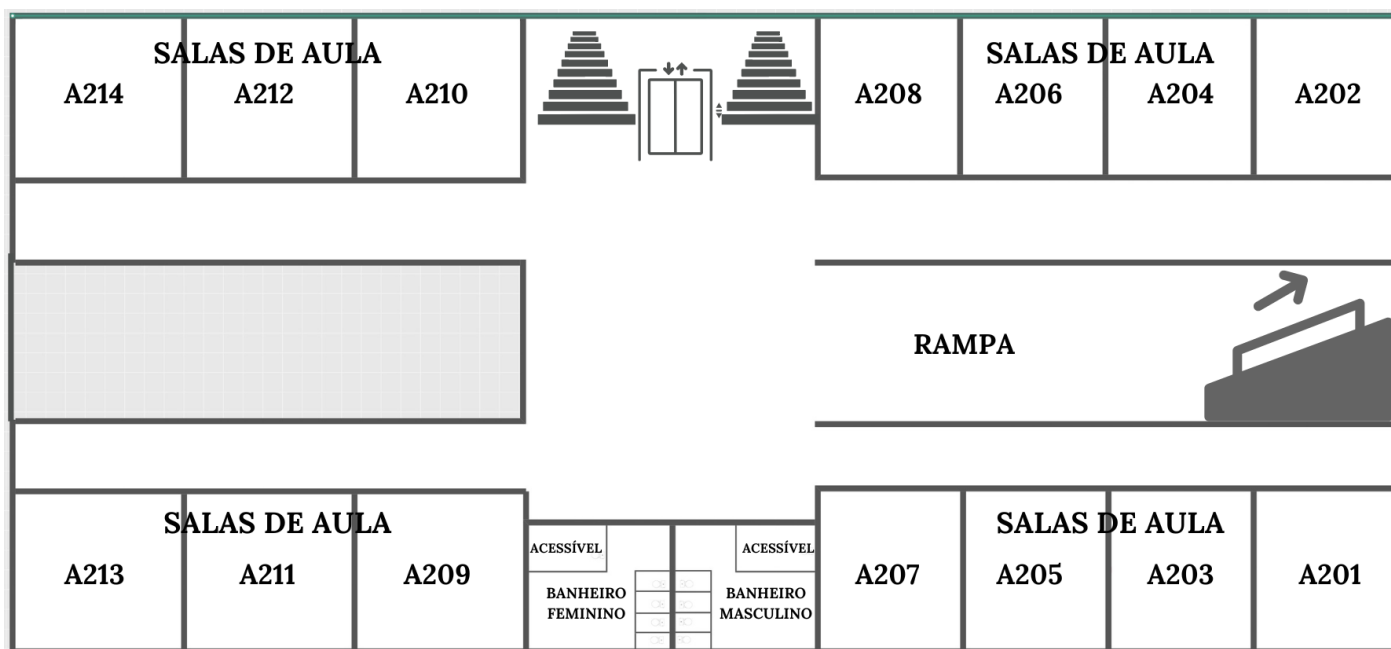 SALAS DE AULA
A214 A212 A210
SALAS DE AULA
A208 A206 A204 A202
RAMPA
SALAS DE AULA
A213 A211 A209
ACESSÍVEL
BANHEIRO
FEMININO
ACESSÍVEL
BANHEIRO
MASCULINO
SALAS DE AULA
A207 A205 A203 A201